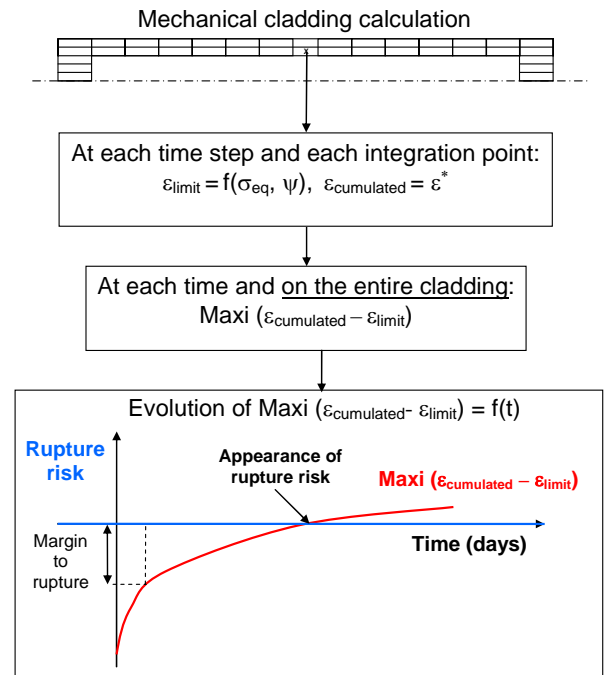 Mechanical cladding calculation
x
At each time step and each integration point:
εlimit = f(σeq, ψ), εcumulated = ε*
At each time and on the entire cladding:
Maxi (εcumulated – εlimit)
Evolution of Maxi (εcumulated- εlimit) = f(t)
Rupture
risk
Appearance of
rupture risk
Maxi (εcumulated – εlimit)
Margin
to
rupture
Time (days)